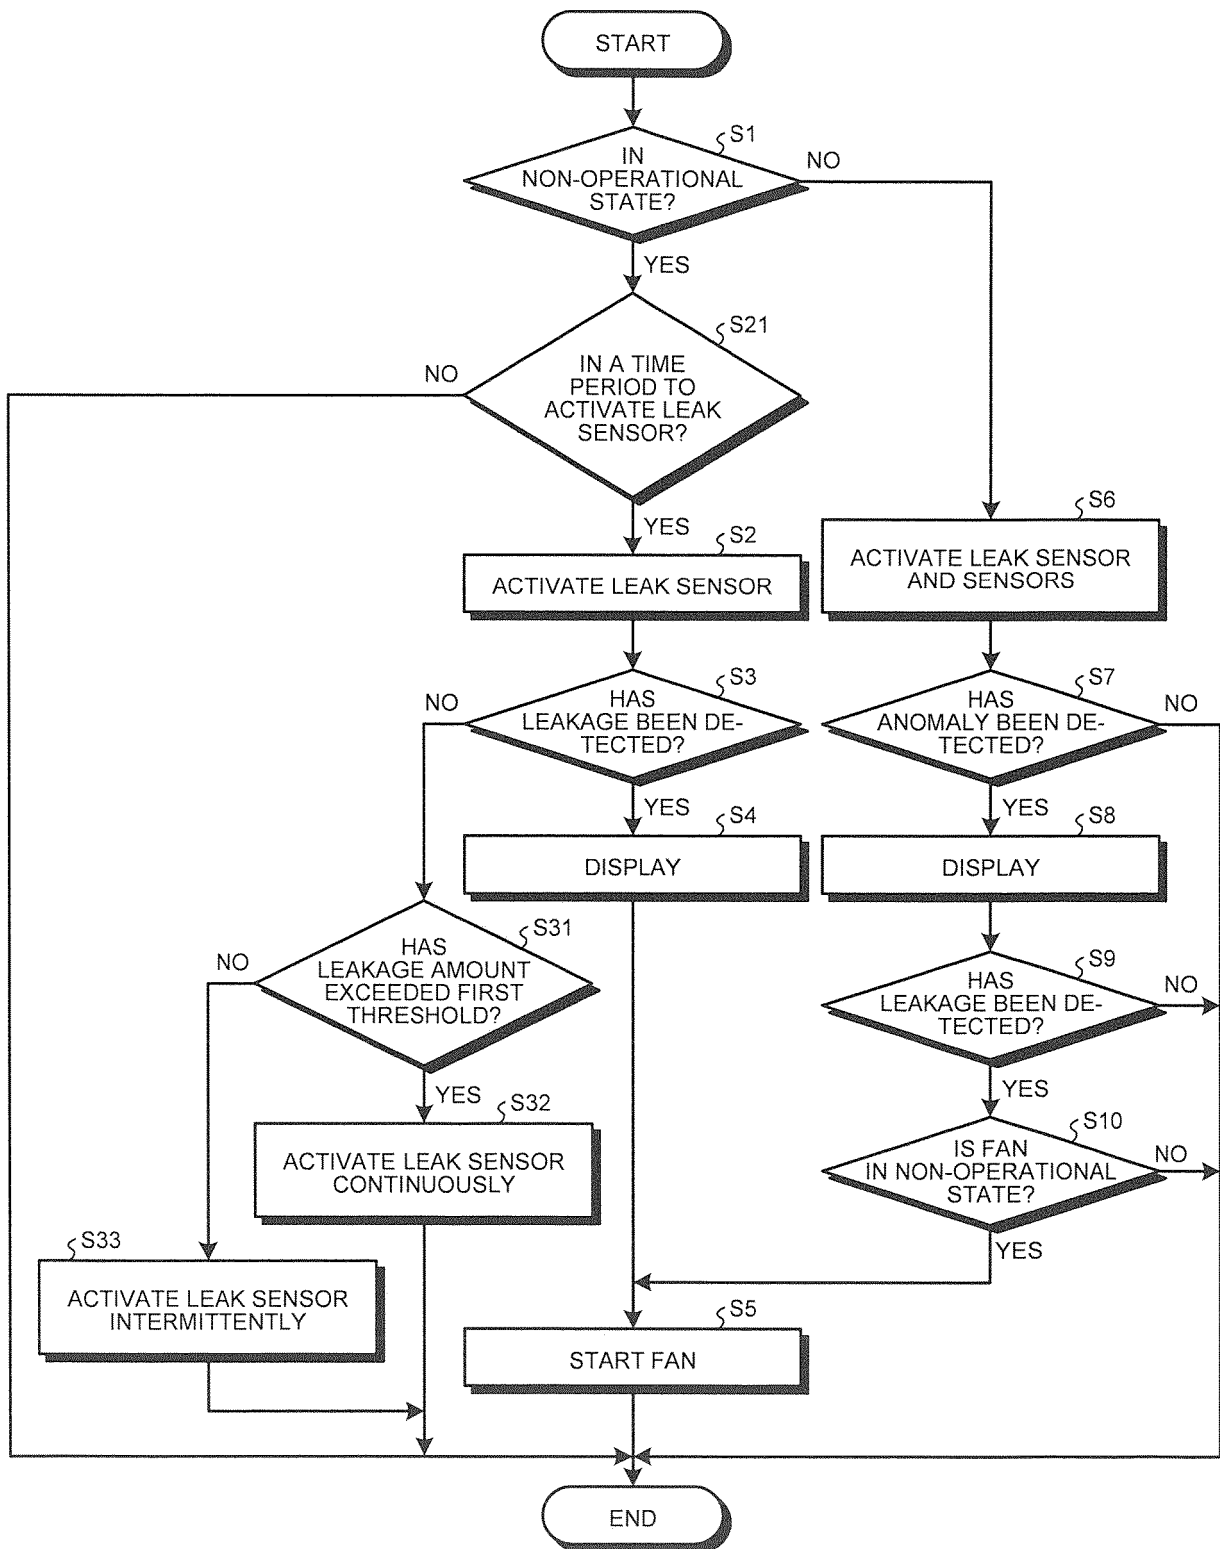 START
S1
IN
NON-OPERATIONAL
STATE?
NO
YES
S21
IN A TIME
PERIOD TO
ACTIVATE LEAK
SENSOR?
NO
YES
S2
ACTIVATE LEAK SENSOR
S6
ACTIVATE LEAK SENSOR
AND SENSORS
S3
HAS
LEAKAGE BEEN DE-
TECTED?
NO
YES
S7
HAS
ANOMALY BEEN DE-
TECTED?
NO
YES
S4
DISPLAY
S8
DISPLAY
S31
HAS
LEAKAGE AMOUNT
EXCEEDED FIRST
THRESHOLD?
NO
YES
S9
HAS
LEAKAGE BEEN DE-
TECTED?
NO
YES
S32
ACTIVATE LEAK SENSOR
CONTINUOUSLY
S10
IS FAN
IN NON-OPERATIONAL
STATE?
NO
YES
S33
ACTIVATE LEAK SENSOR
INTERMITTENTLY
S5
START FAN
END